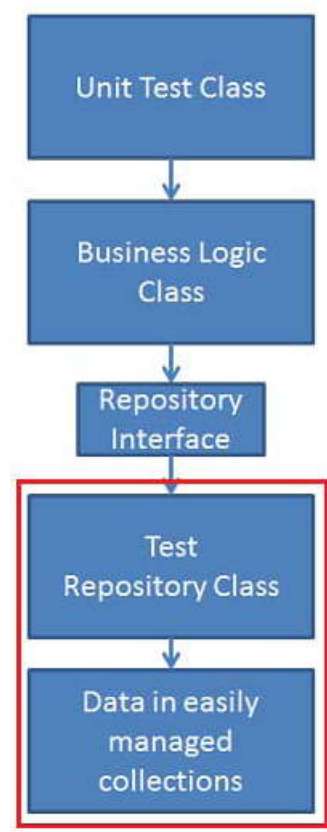 Unit Test Class
Business Logic
Class
Repository
Interface
Test
Repository Class
Data in easily
managed
collections